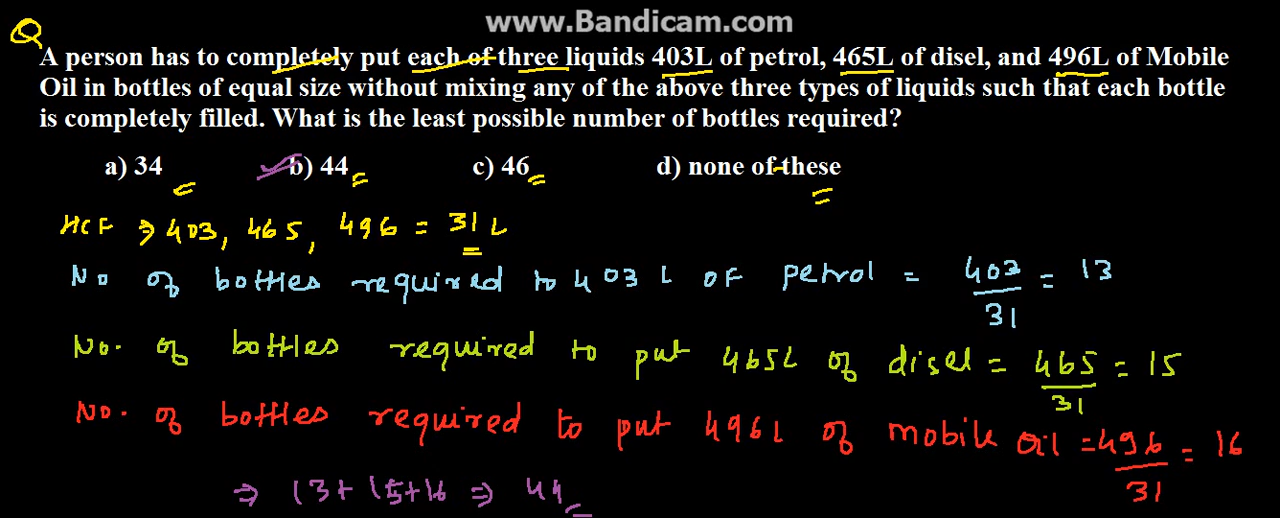 www.Bandicam.com
Q
A person has to completely put each of three liquids 403L of petrol, 465L of disel, and 496L of Mobile
Oil in bottles of equal size without mixing any of the above three types of liquids such that each bottle
is completely filled. What is the least possible number of bottles required?
a) 34 b) 44 c) 46 d) none of these
HCF ⇒ 403, 465, 496 = 31 L
No of bottles required to 403 L of petrol = 403/31 = 13
No. of bottles required to put 465L of disel = 465/31 = 15
No. of bottles required to put 496L of mobile oil = 496/31 = 16
⇒ 13 + 15 + 16 ⇒ 44